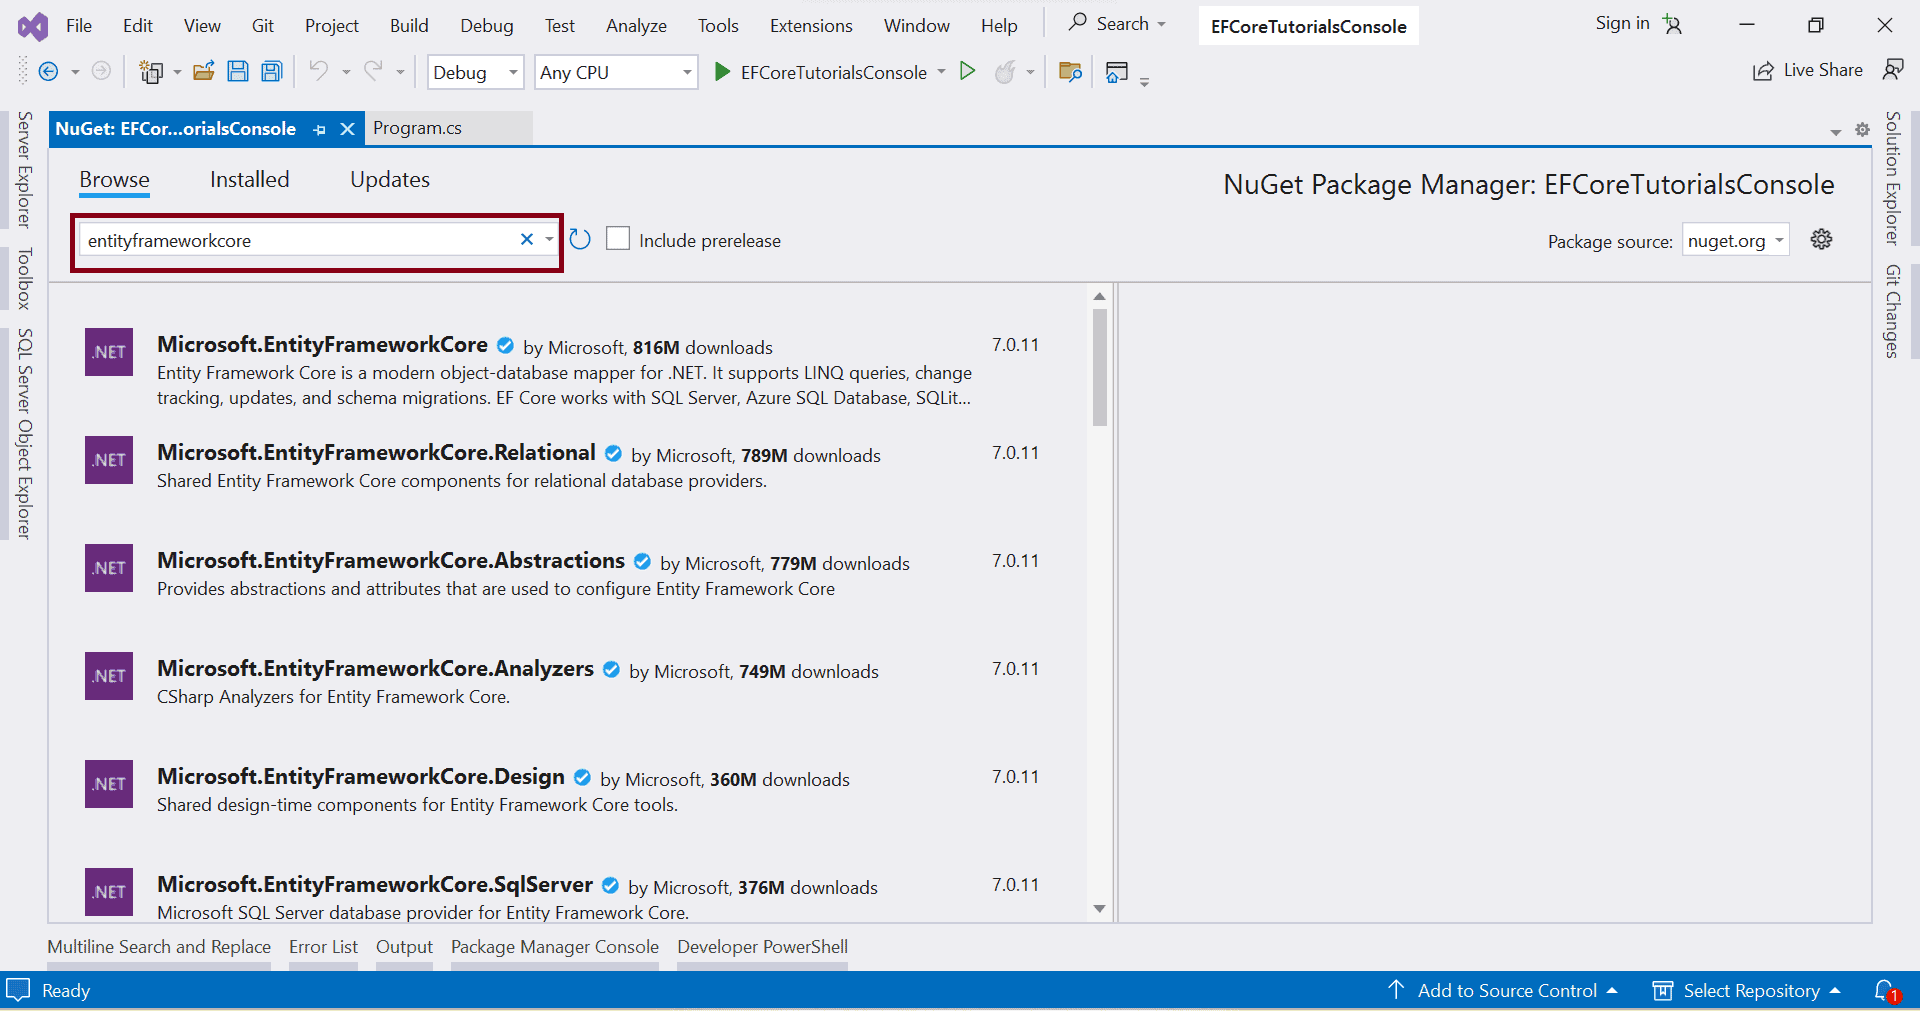 File Edit View Git Project Build Debug Test Analyze Tools Extensions Window Help Search EFCoreTutorialsConsole Sign in
Debug Any CPU EFCoreTutorialsConsole Live Share
NuGet: EFCor...orialsConsole Program.cs
Server Explorer
Toolbox
SQL Server Object Explorer
Browse Installed Updates
NuGet Package Manager: EFCoreTutorialsConsole
entityframeworkcore Include prerelease Package source: nuget.org
.NET Microsoft.EntityFrameworkCore by Microsoft, 816M downloads 7.0.11
Entity Framework Core is a modern object-database mapper for .NET. It supports LINQ queries, change
tracking, updates, and schema migrations. EF Core works with SQL Server, Azure SQL Database, SQLit...
.NET Microsoft.EntityFrameworkCore.Relational by Microsoft, 789M downloads 7.0.11
Shared Entity Framework Core components for relational database providers.
.NET Microsoft.EntityFrameworkCore.Abstractions by Microsoft, 779M downloads 7.0.11
Provides abstractions and attributes that are used to configure Entity Framework Core
.NET Microsoft.EntityFrameworkCore.Analyzers by Microsoft, 749M downloads 7.0.11
CSharp Analyzers for Entity Framework Core.
.NET Microsoft.EntityFrameworkCore.Design by Microsoft, 360M downloads 7.0.11
Shared design-time components for Entity Framework Core tools.
.NET Microsoft.EntityFrameworkCore.SqlServer by Microsoft, 376M downloads 7.0.11
Microsoft SQL Server database provider for Entity Framework Core.
Solution Explorer
Git Changes
Multiline Search and Replace Error List Output Package Manager Console Developer PowerShell
Ready Add to Source Control Select Repository 1